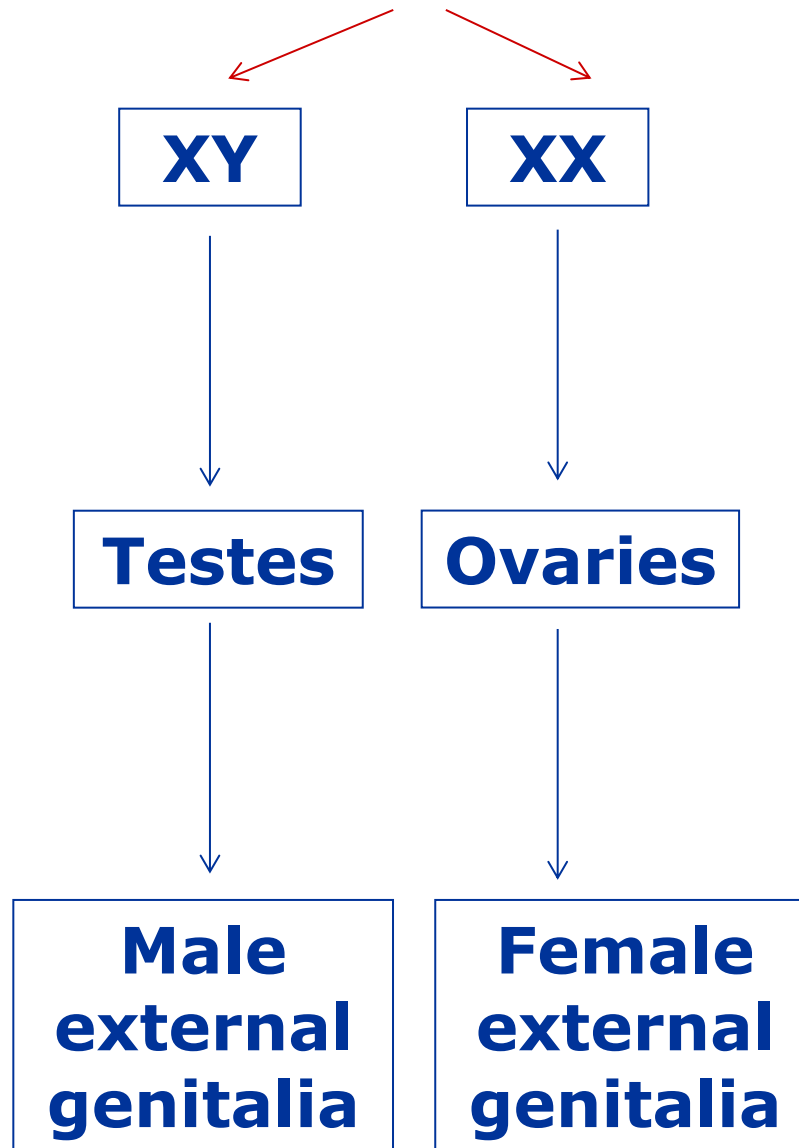 XY
XX
Testes
Ovaries
Male
external
genitalia
Female
external
genitalia